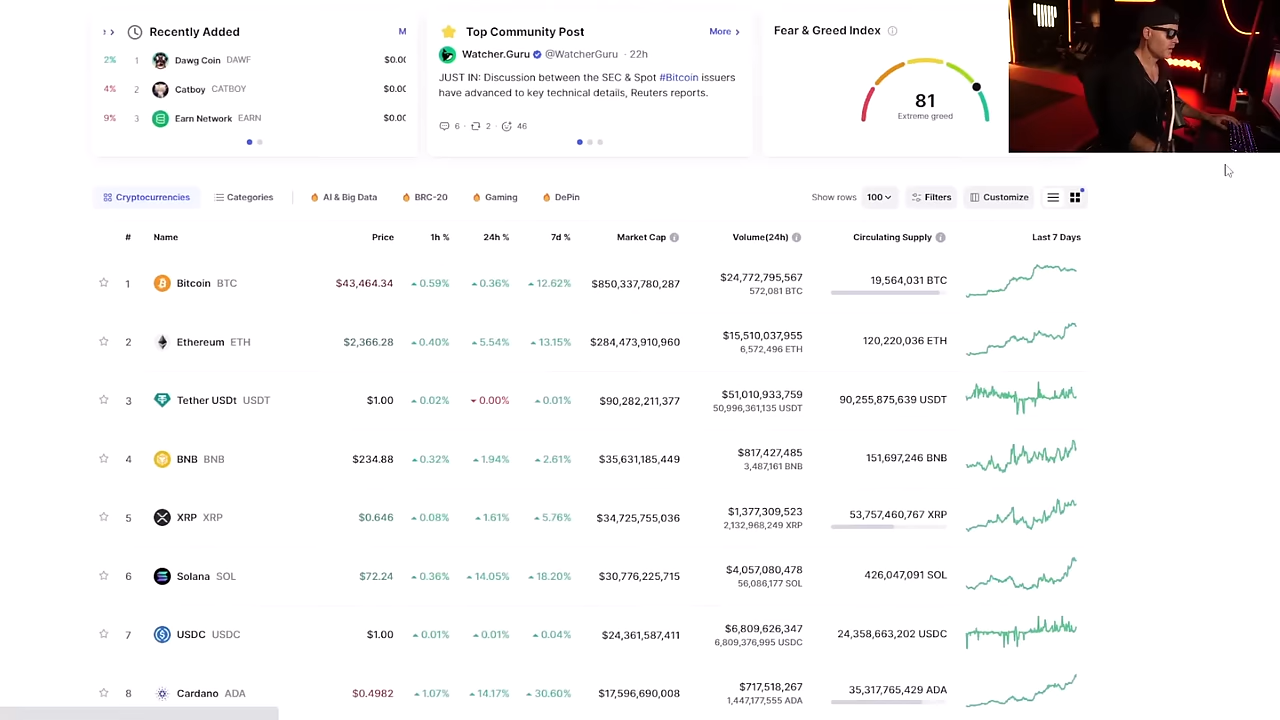 Recently Added
M
2% 1 Dawg Coin DAWF $0.00
4% 2 Catboy CATBOY $0.00
9% 3 Earn Network EARN $0.00
Top Community Post More
Watcher.Guru @WatcherGuru · 22h
JUST IN: Discussion between the SEC & Spot #Bitcoin issuers
have advanced to key technical details, Reuters reports.
6 · 2 · 46
Fear & Greed Index
81
Extreme greed
Cryptocurrencies Categories AI & Big Data BRC-20 Gaming DePin Show rows 100 Filters Customize
# Name Price 1h % 24h % 7d % Market Cap Volume(24h) Circulating Supply Last 7 Days
1 Bitcoin BTC $43,464.34 0.59% 0.36% 12.62% $850,337,780,287 $24,772,795,567 19,564,031 BTC
572,081 BTC
2 Ethereum ETH $2,366.28 0.40% 5.54% 13.15% $284,473,910,960 $15,510,037,955 120,220,036 ETH
6,572,496 ETH
3 Tether USDt USDT $1.00 0.02% 0.00% 0.01% $90,282,211,377 $51,010,933,759 90,255,875,639 USDT
50,996,361,135 USDT
4 BNB BNB $234.88 0.32% 1.94% 2.61% $35,631,185,449 $817,427,485 151,697,246 BNB
3,487,161 BNB
5 XRP XRP $0.646 0.08% 1.61% 5.76% $34,725,755,036 $1,377,309,523 53,757,460,767 XRP
2,132,968,249 XRP
6 Solana SOL $72.24 0.36% 14.05% 18.20% $30,776,225,715 $4,057,080,478 426,047,091 SOL
56,086,177 SOL
7 USDC USDC $1.00 0.01% 0.01% 0.04% $24,361,587,411 $6,809,626,347 24,358,663,202 USDC
6,809,376,995 USDC
8 Cardano ADA $0.4982 1.07% 14.17% 30.60% $17,596,690,008 $717,518,267 35,317,765,429 ADA
1,447,177,555 ADA